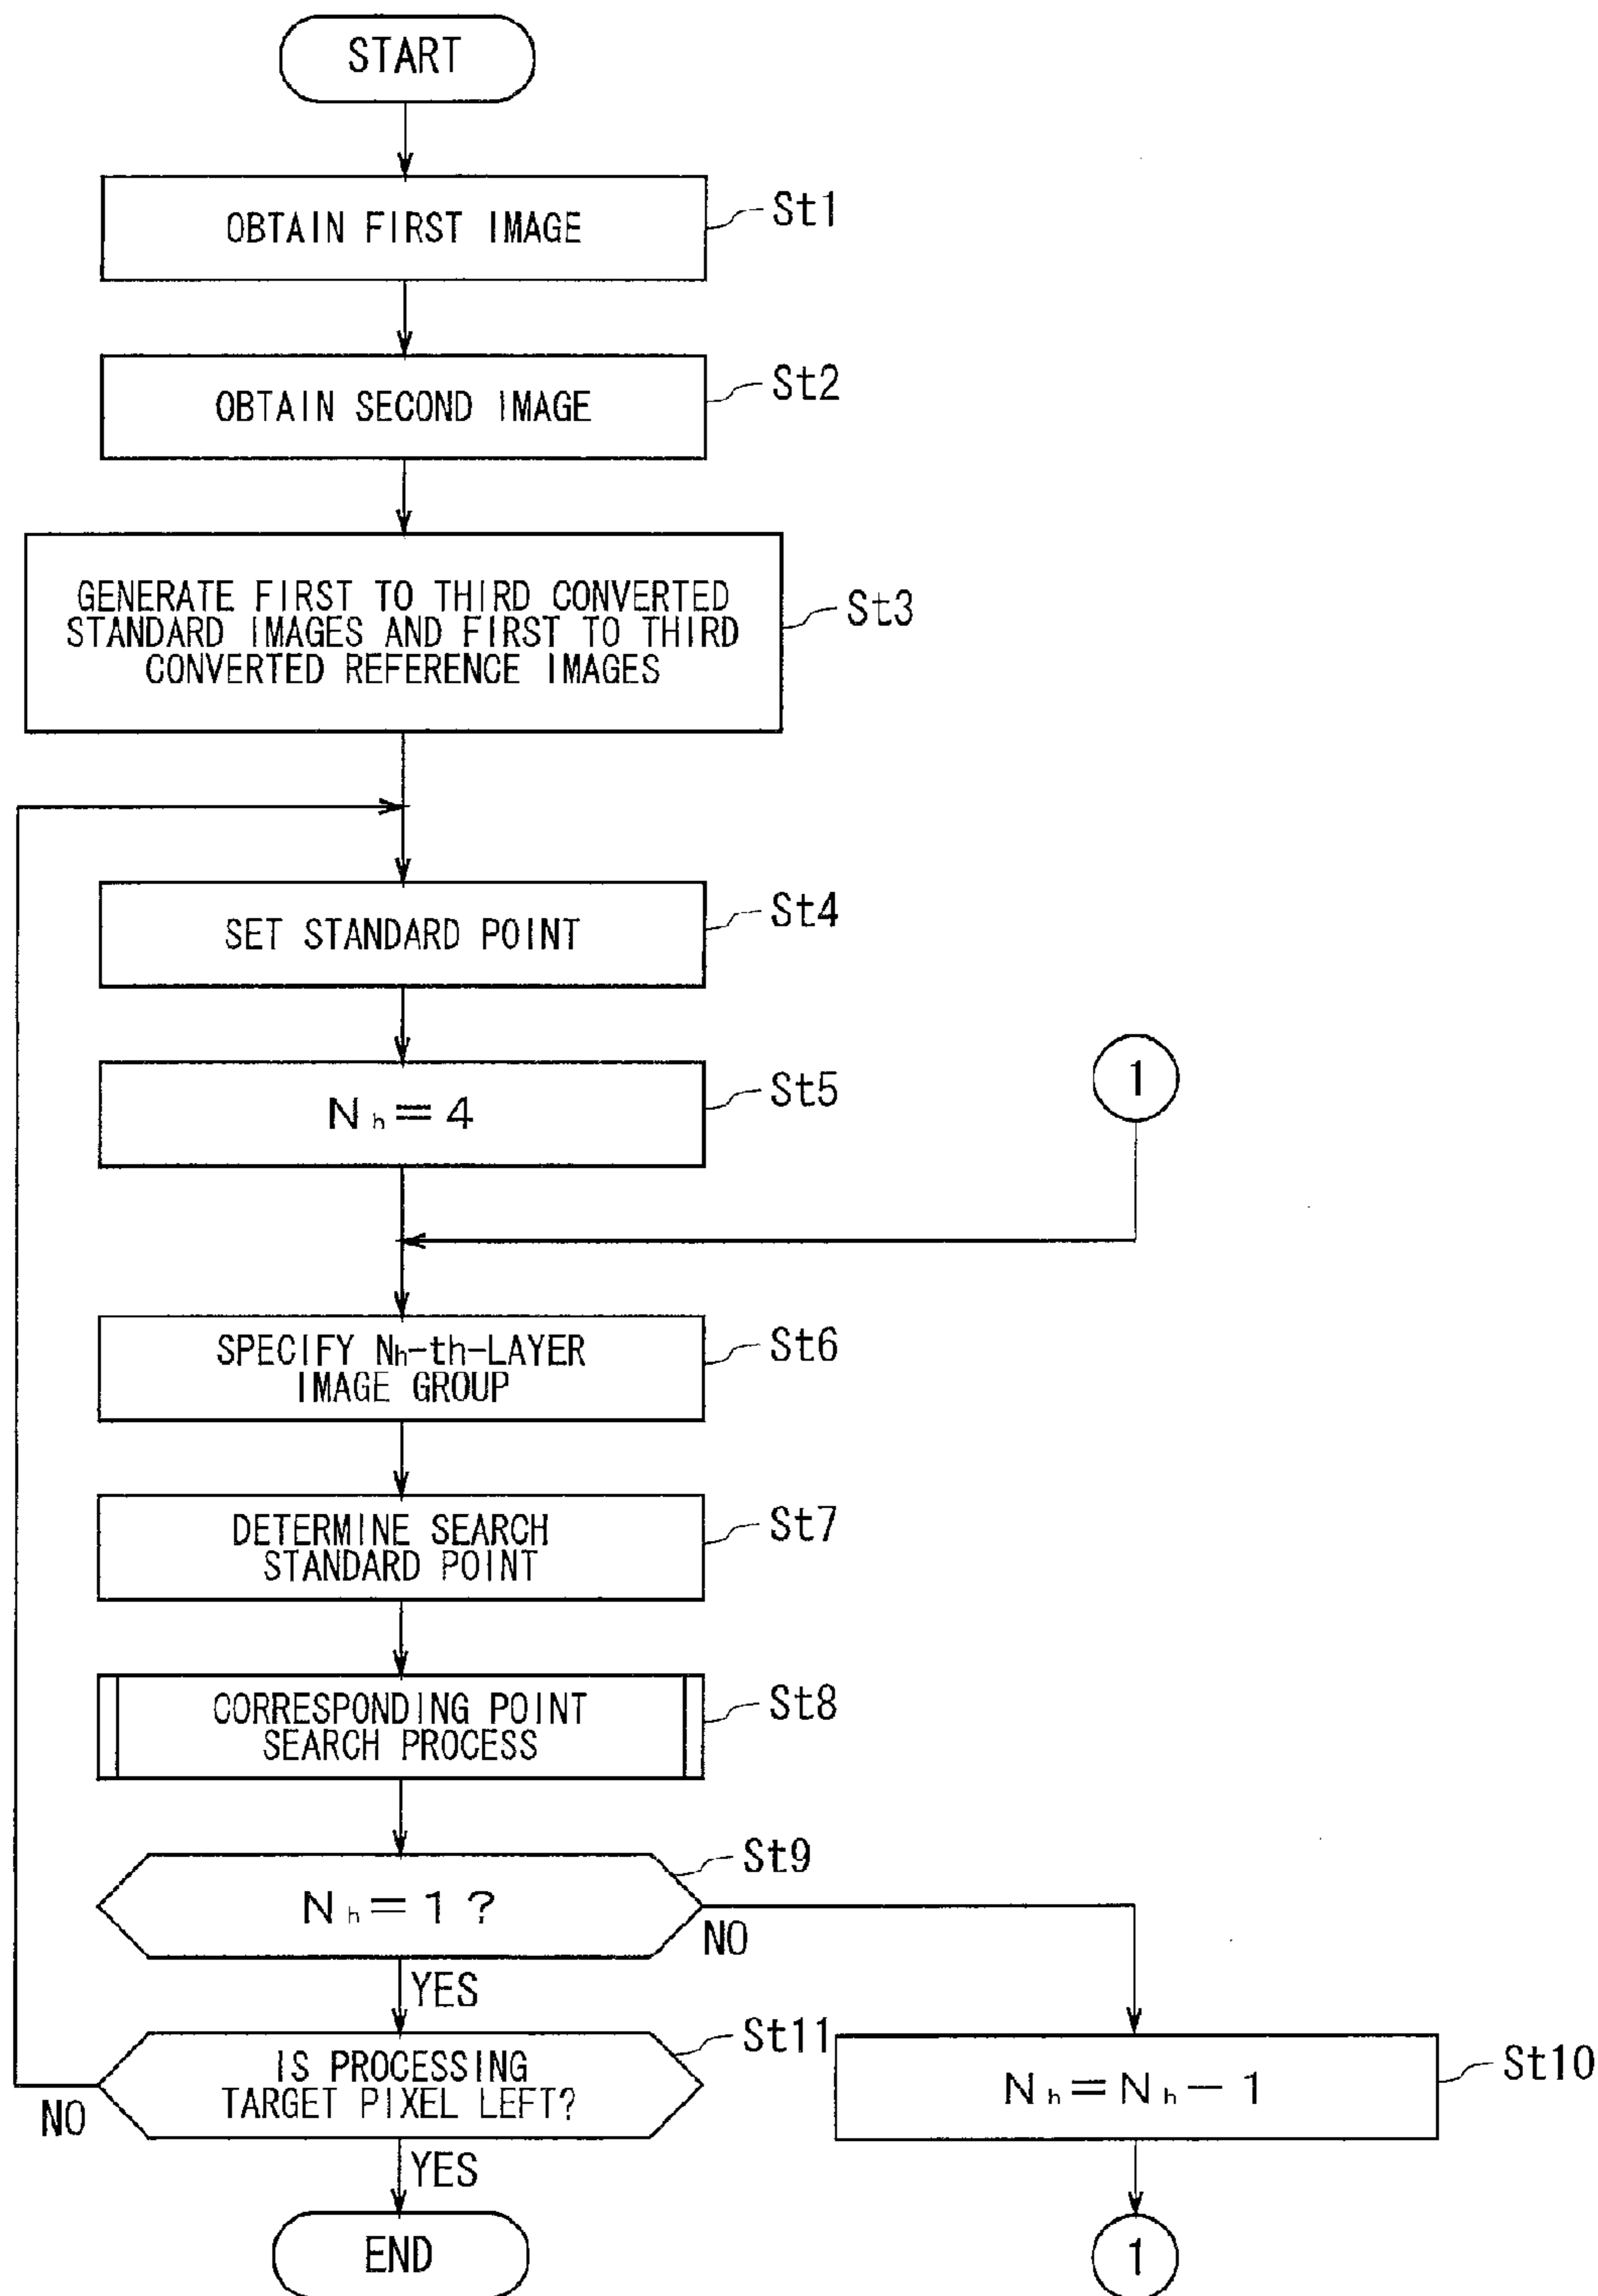 START
OBTAIN FIRST IMAGE
St1
OBTAIN SECOND IMAGE
St2
GENERATE FIRST TO THIRD CONVERTED
STANDARD IMAGES AND FIRST TO THIRD
CONVERTED REFERENCE IMAGES
St3
SET STANDARD POINT
St4
Nh=4
St5
1
SPECIFY Nh-th-LAYER
IMAGE GROUP
St6
DETERMINE SEARCH
STANDARD POINT
St7
CORRESPONDING POINT
SEARCH PROCESS
St8
Nh=1?
St9
NO
YES
IS PROCESSING
TARGET PIXEL LEFT?
St11
NO
YES
Nh=Nh-1
St10
END
1